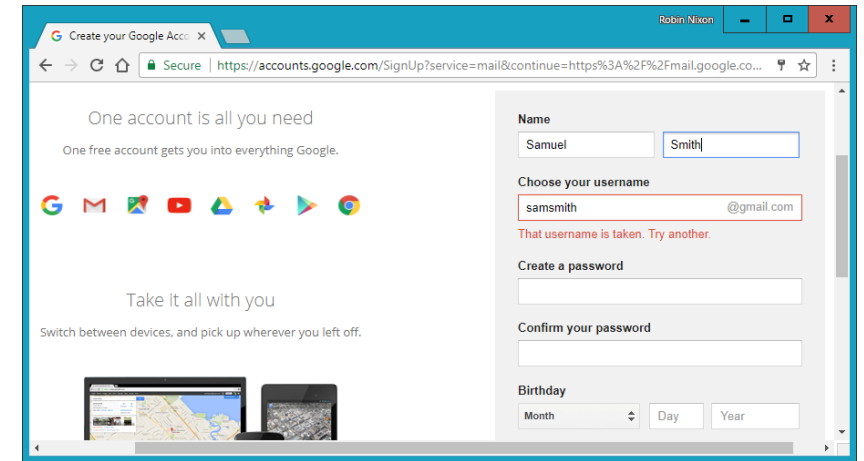 Robin Nixon
Create your Google Acco
Secure | https://accounts.google.com/SignUp?service=mail&continue=https%3A%2F%2Fmail.google.co...
One account is all you need
One free account gets you into everything Google.
Take it all with you
Switch between devices, and pick up wherever you left off.
Name
Samuel Smith
Choose your username
samsmith @gmail.com
That username is taken. Try another.
Create a password
Confirm your password
Birthday
Month Day Year